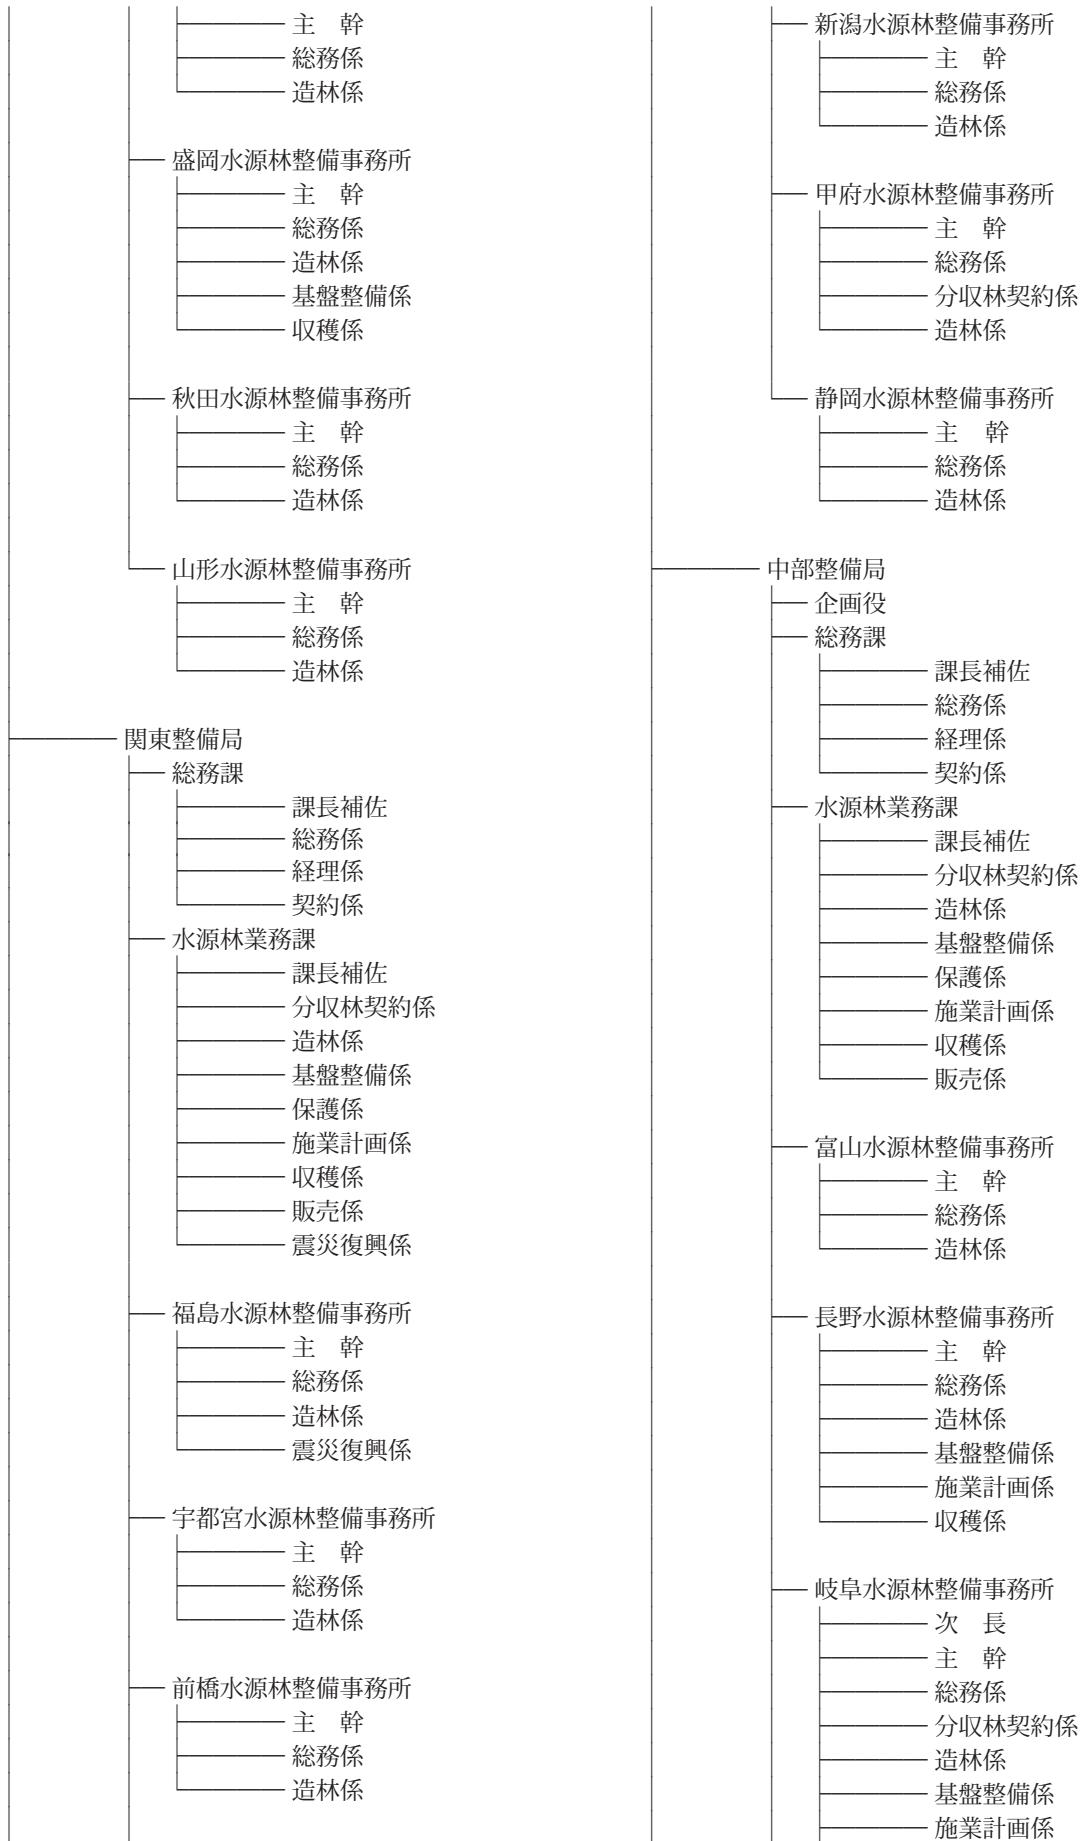 主　幹
総務係
造林係
盛岡水源林整備事務所
主　幹
総務係
造林係
基盤整備係
収穫係
秋田水源林整備事務所
主　幹
総務係
造林係
山形水源林整備事務所
主　幹
総務係
造林係
関東整備局
総務課
課長補佐
総務係
経理係
契約係
水源林業務課
課長補佐
分収林契約係
造林係
基盤整備係
保護係
施業計画係
収穫係
販売係
震災復興係
福島水源林整備事務所
主　幹
総務係
造林係
震災復興係
宇都宮水源林整備事務所
主　幹
総務係
造林係
前橋水源林整備事務所
主　幹
総務係
造林係
新潟水源林整備事務所
主　幹
総務係
造林係
甲府水源林整備事務所
主　幹
総務係
分収林契約係
造林係
静岡水源林整備事務所
主　幹
総務係
造林係
中部整備局
企画役
総務課
課長補佐
総務係
経理係
契約係
水源林業務課
課長補佐
分収林契約係
造林係
基盤整備係
保護係
施業計画係
収穫係
販売係
富山水源林整備事務所
主　幹
総務係
造林係
長野水源林整備事務所
主　幹
総務係
造林係
基盤整備係
施業計画係
収穫係
岐阜水源林整備事務所
次　長
主　幹
総務係
分収林契約係
造林係
基盤整備係
施業計画係